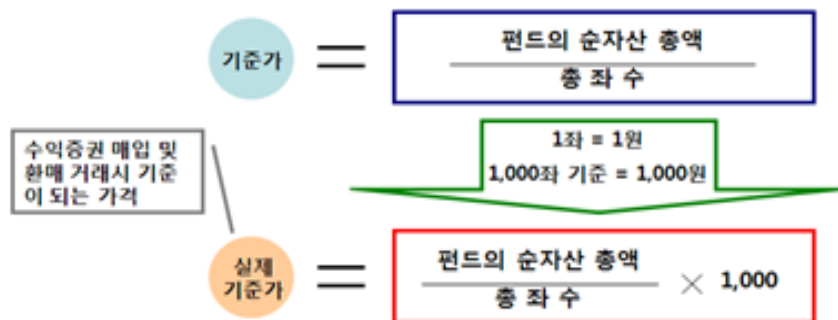 기준가
=
펀드의 순자산 총액
총 좌 수
수익증권 매입 및
환매 거래시 기준
이 되는 가격
1좌 = 1원
1,000좌 기준 = 1,000원
실제
기준가
=
펀드의 순자산 총액
총 좌 수
× 1,000